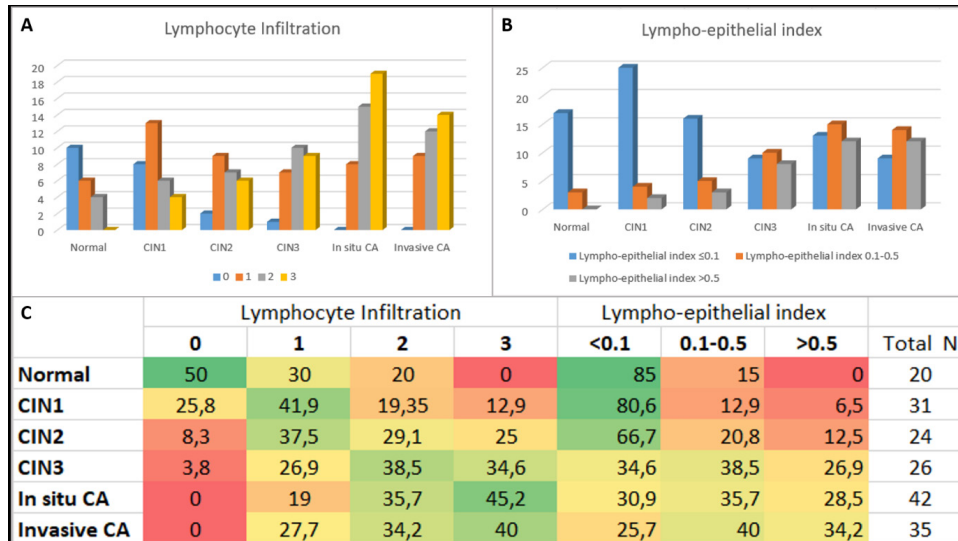 A
Lymphocyte Infiltration
20
18
16
14
12
10
8
6
4
2
0
Normal CIN1 CIN2 CIN3 In situ CA Invasive CA
0 1 2 3
B
Lympho-epithelial index
25
20
15
10
5
0
Normal CIN1 CIN2 CIN3 In situ CA Invasive CA
Lympho-epithelial index ≤0.1 Lympho-epithelial index 0.1-0.5
Lympho-epithelial index >0.5
C Lymphocyte Infiltration Lympho-epithelial index
0 1 2 3 <0.1 0.1-0.5 >0.5 Total N
Normal 50 30 20 0 85 15 0 20
CIN1 25,8 41,9 19,35 12,9 80,6 12,9 6,5 31
CIN2 8,3 37,5 29,1 25 66,7 20,8 12,5 24
CIN3 3,8 26,9 38,5 34,6 34,6 38,5 26,9 26
In situ CA 0 19 35,7 45,2 30,9 35,7 28,5 42
Invasive CA 0 27,7 34,2 40 25,7 40 34,2 35